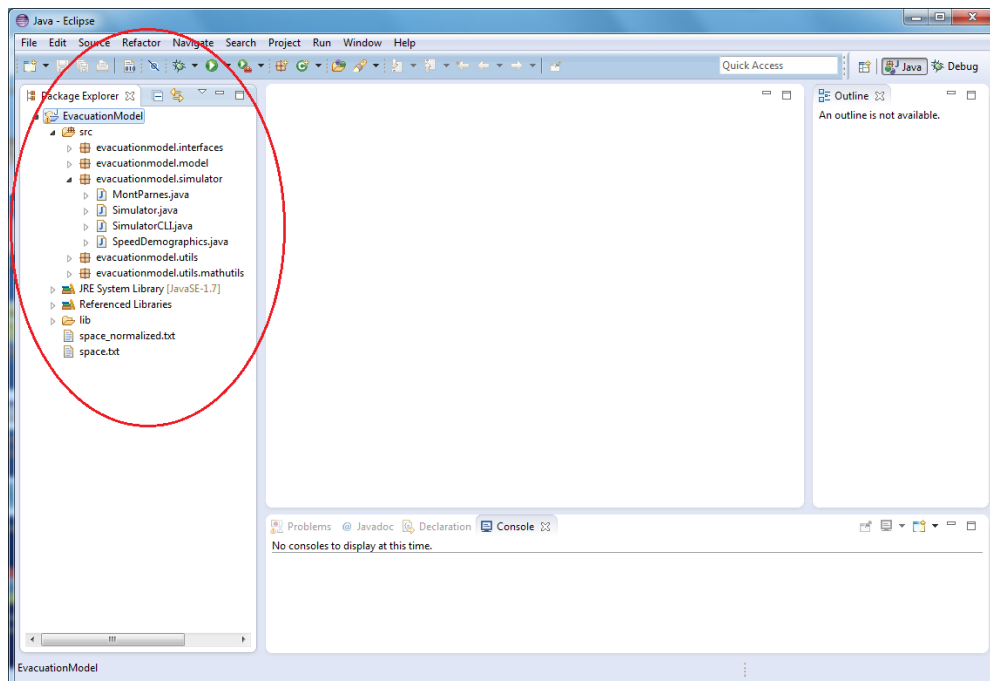 Java - Eclipse
File Edit Source Refactor Navigate Search Project Run Window Help
Quick Access
Java
Debug
Package Explorer
EvacuationModel
src
evacuationmodel.interfaces
evacuationmodel.model
evacuationmodel.simulator
MontParnes.java
Simulator.java
SimulatorCLI.java
SpeedDemographics.java
evacuationmodel.utils
evacuationmodel.utils.mathutils
JRE System Library [JavaSE-1.7]
Referenced Libraries
lib
space_normalized.txt
space.txt
Outline
An outline is not available.
Problems @ Javadoc Declaration Console
No consoles to display at this time.
EvacuationModel